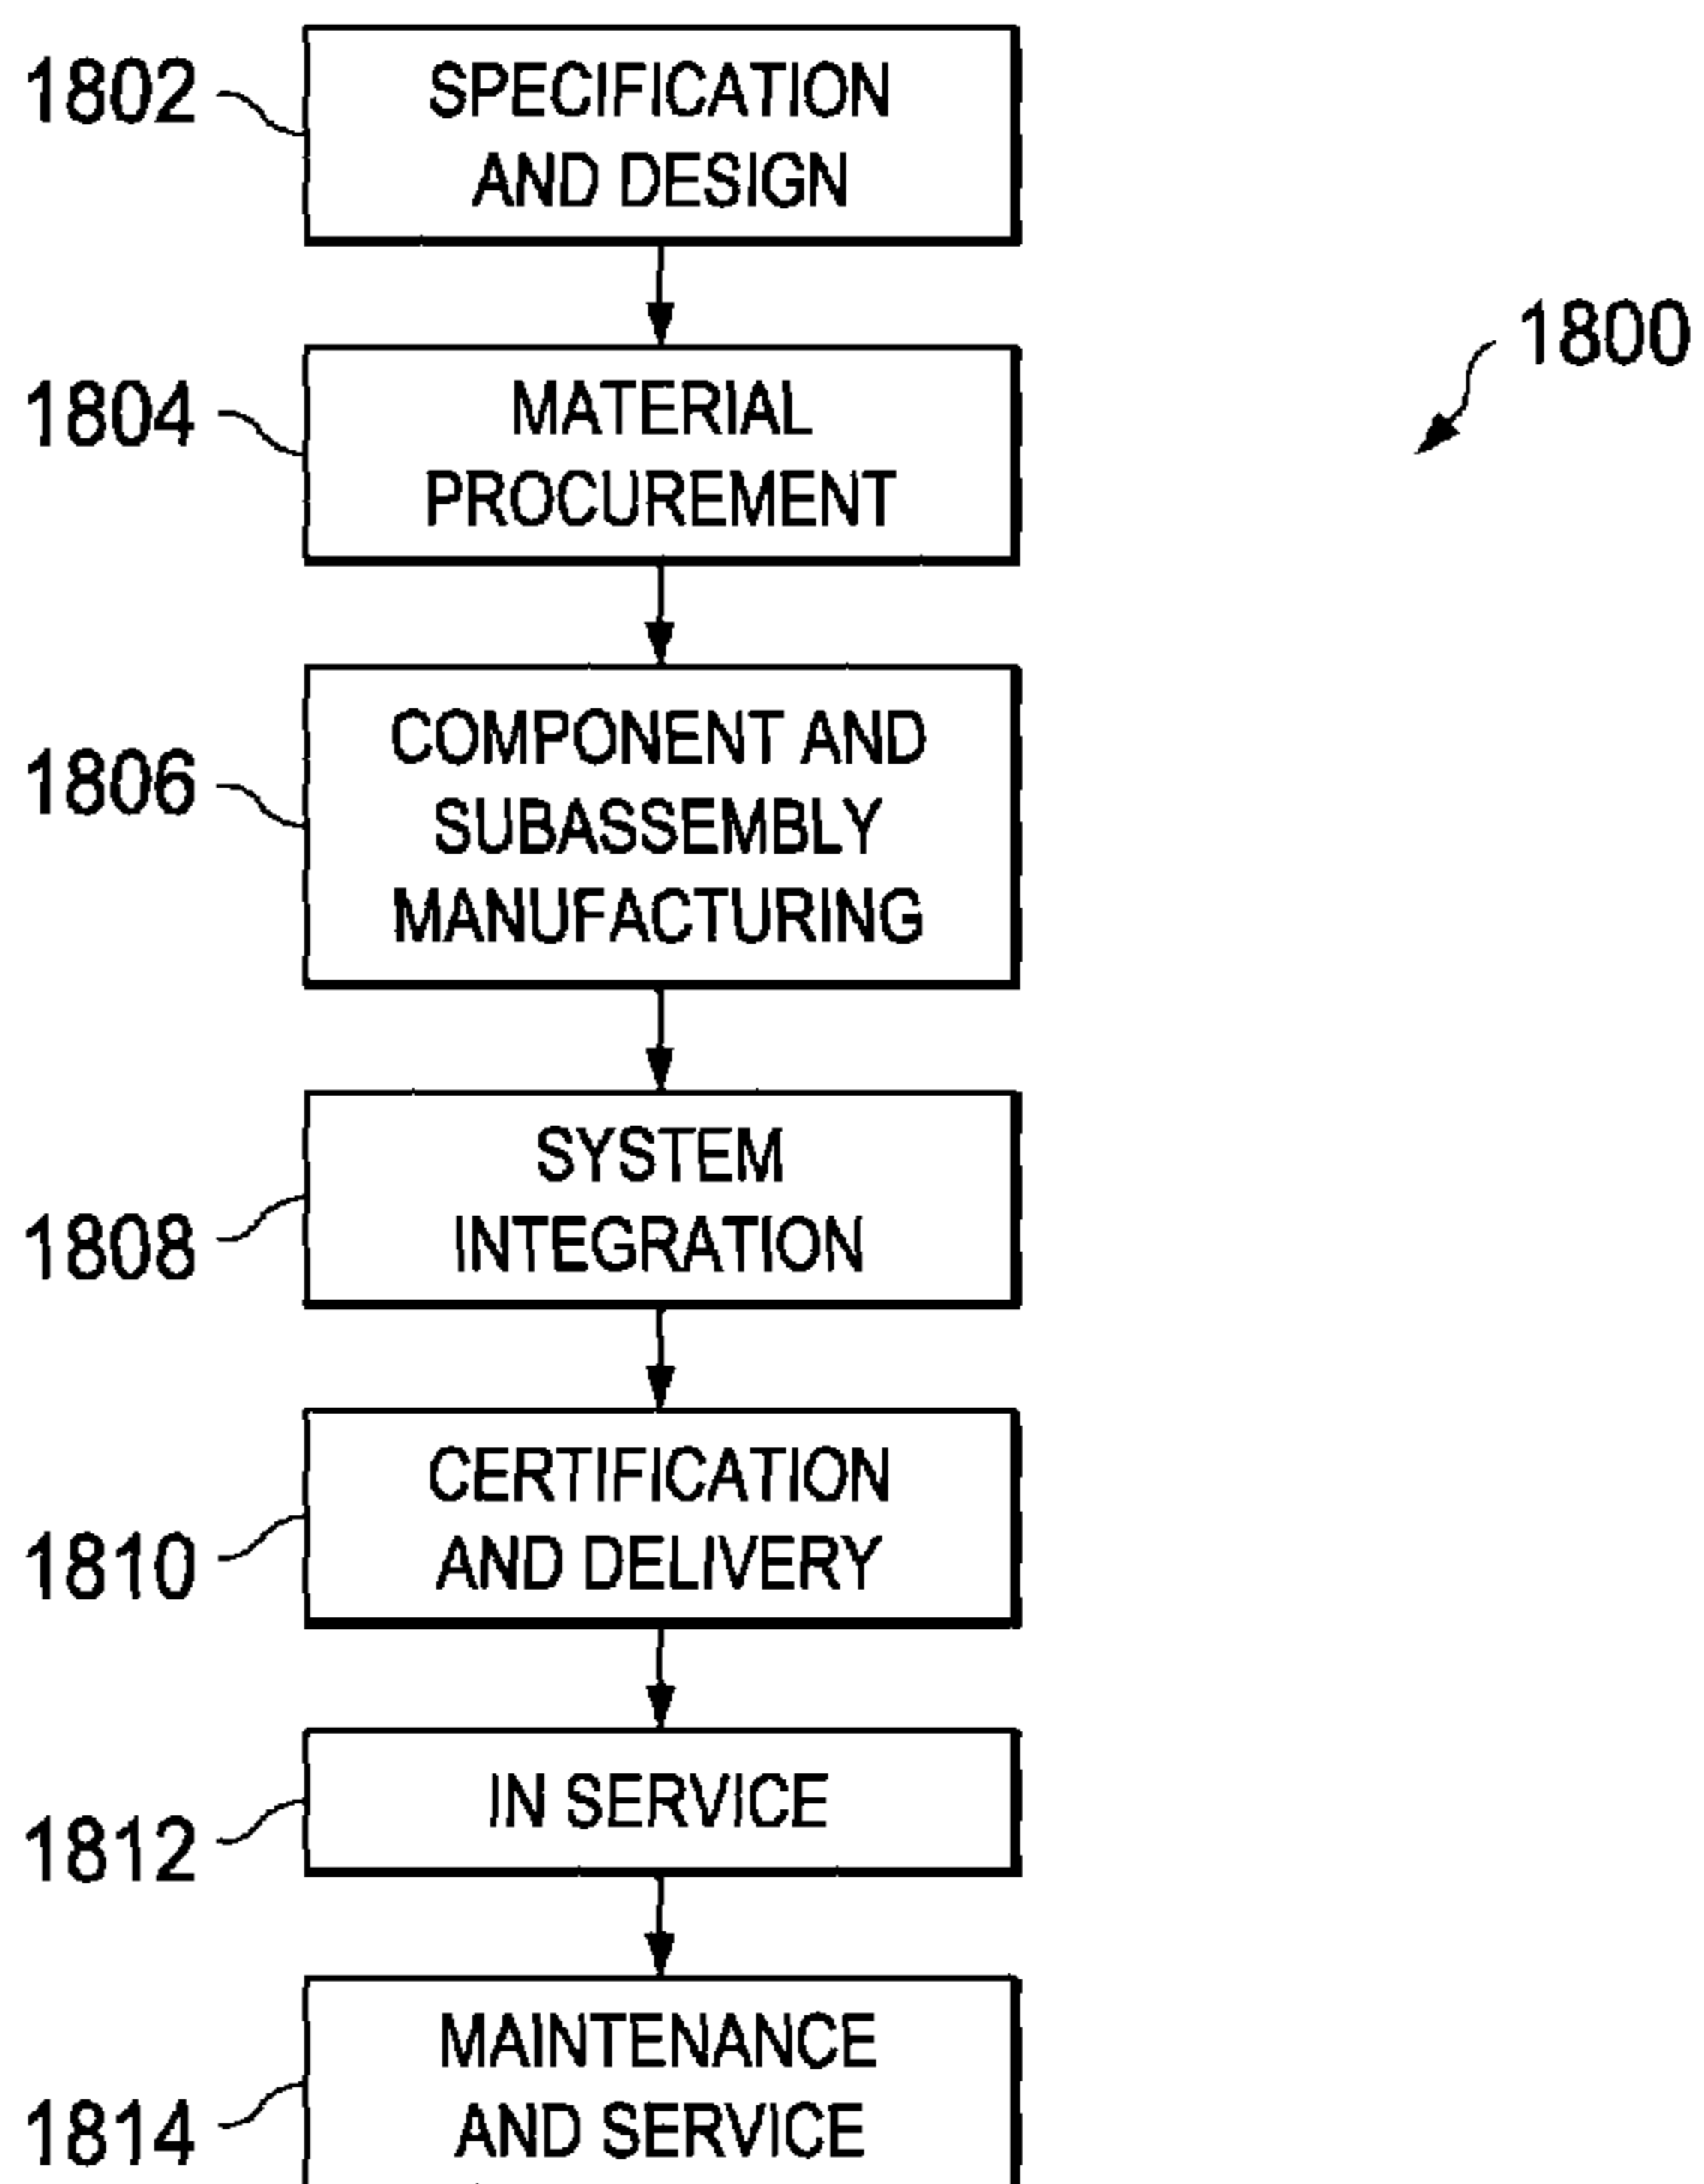 1802
SPECIFICATION
AND DESIGN
1800
1804
MATERIAL
PROCUREMENT
1806
COMPONENT AND
SUBASSEMBLY
MANUFACTURING
1808
SYSTEM
INTEGRATION
1810
CERTIFICATION
AND DELIVERY
1812
IN SERVICE
1814
MAINTENANCE
AND SERVICE